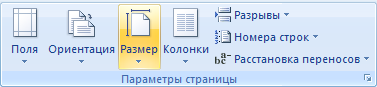 Поля
Ориентация
Размер
Колонки
Разрывы
Номера строк
Расстановка переносов
Параметры страницы